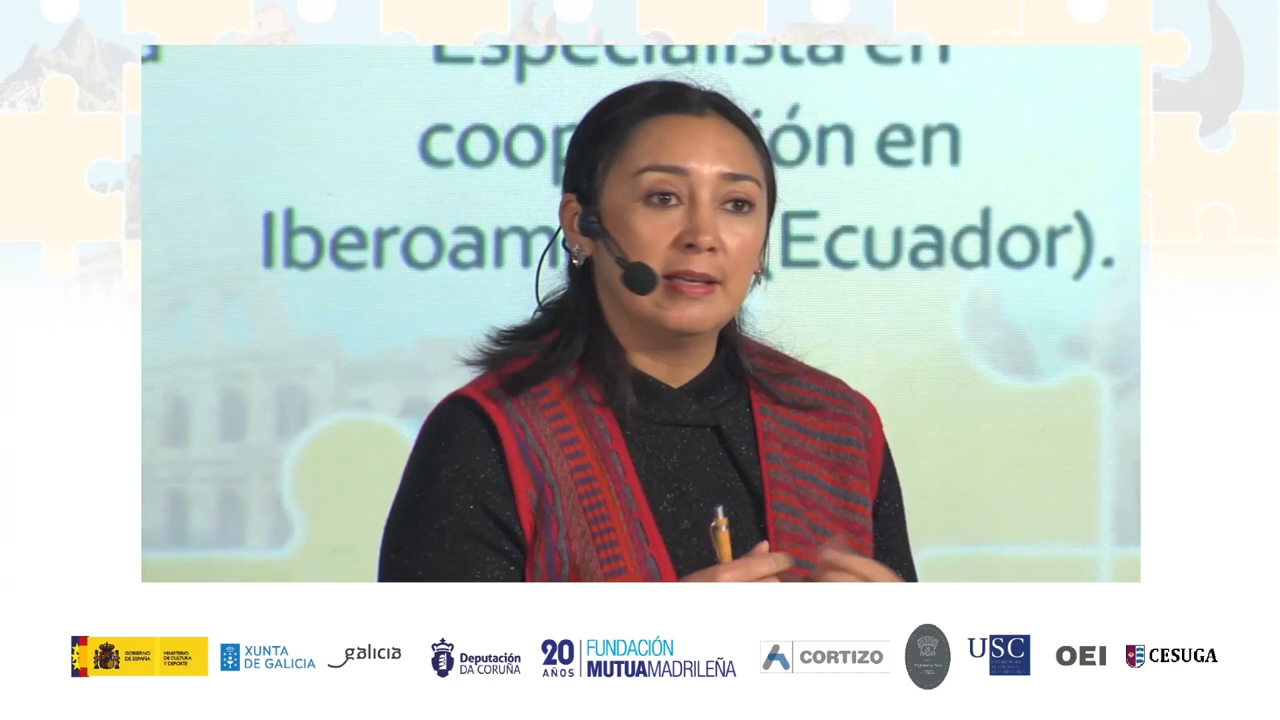 Especialista en
coop ión en
Iberoam (Ecuador).
GOBIERNO DE ESPAÑA
MINISTERIO DE CULTURA Y DEPORTE
XUNTA
DE GALICIA
galicia
Deputación
DA CORUÑA
20
AÑOS
FUNDACIÓN
MUTUAMADRILEÑA
CORTIZO
USC
OEI
CESUGA